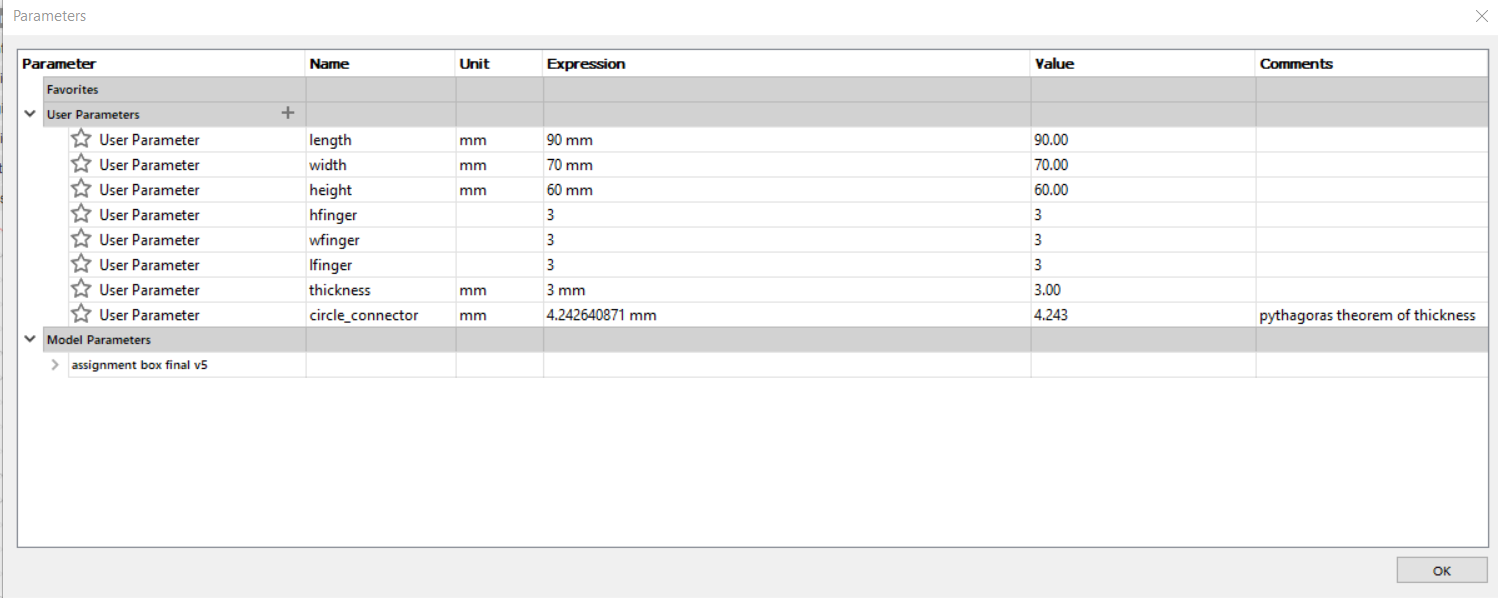 Parameters
Parameter Name Unit Expression Value Comments
Favorites
User Parameters +
User Parameter length mm 90 mm 90.00
User Parameter width mm 70 mm 70.00
User Parameter height mm 60 mm 60.00
User Parameter hfinger 3 3
User Parameter wfinger 3 3
User Parameter lfinger 3 3
User Parameter thickness mm 3 mm 3.00
User Parameter circle_connector mm 4.242640871 mm 4.243 pythagoras theorem of thickness
Model Parameters
assignment box final v5
OK